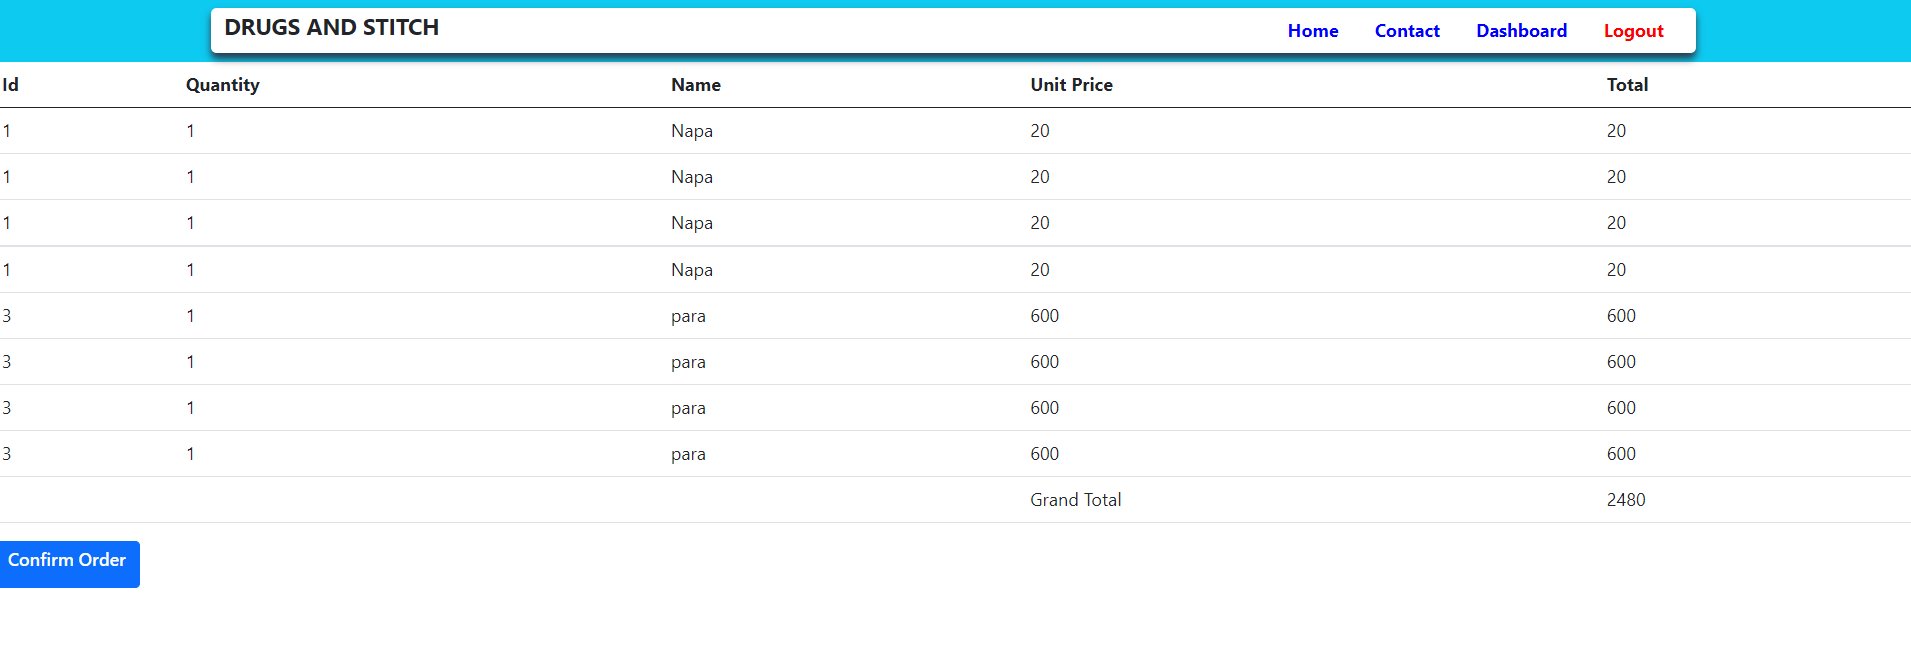 DRUGS AND STITCH Home Contact Dashboard Logout
Id Quantity Name Unit Price Total
1 1 Napa 20 20
1 1 Napa 20 20
1 1 Napa 20 20
1 1 Napa 20 20
3 1 para 600 600
3 1 para 600 600
3 1 para 600 600
3 1 para 600 600
Grand Total 2480
Confirm Order